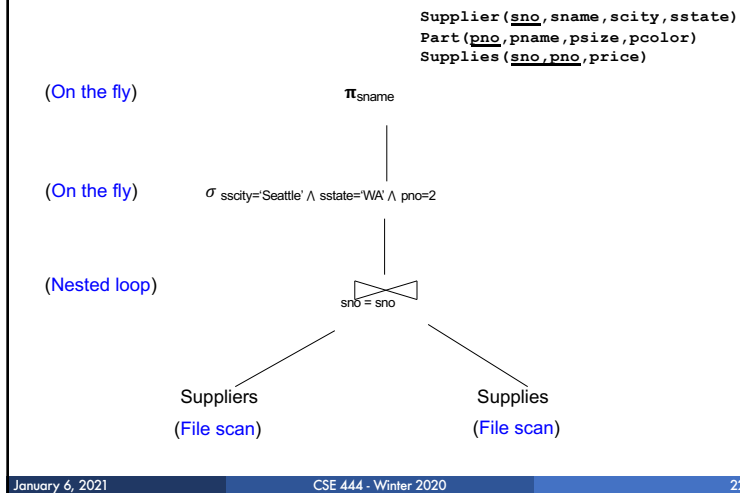 Supplier(sno,sname,scity,sstate)
Part(pno,pname,psize,pcolor)
Supplies(sno,pno,price)
(On the fly) πsname
(On the fly) σ sscity=‘Seattle’ ∧ sstate=‘WA’ ∧ pno=2
(Nested loop)
sno = sno
Suppliers Supplies
(File scan) (File scan)
January 6, 2021 CSE 444 - Winter 2020